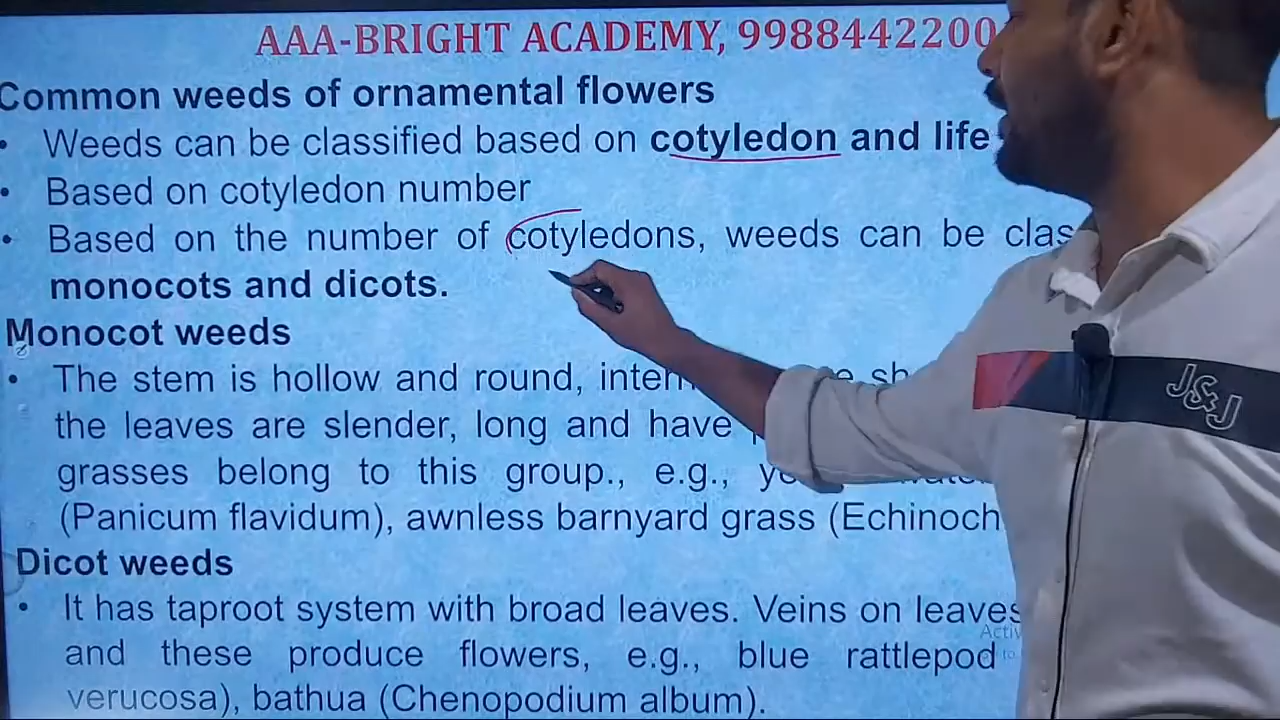 AAA-BRIGHT ACADEMY, 9988442200
Common weeds of ornamental flowers
• Weeds can be classified based on cotyledon and life
• Based on cotyledon number
• Based on the number of cotyledons, weeds can be
monocots and dicots.
Monocot weeds
• The stem is hollow and round,
the leaves are slender, long and have
grasses belong to this group., e.g.,
(Panicum flavidum), awnless barnyard grass
Dicot weeds
• It has taproot system with broad leaves. Veins on leaves
and these produce flowers, e.g., blue rattlepod
verucosa), bathua (Chenopodium album).
J&J